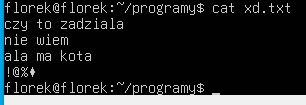 florek@florek:~/programy$ cat xd.txt
czy to zadziala
nie wiem
ala ma kota
!@%♦
florek@florek:~/programy$ _